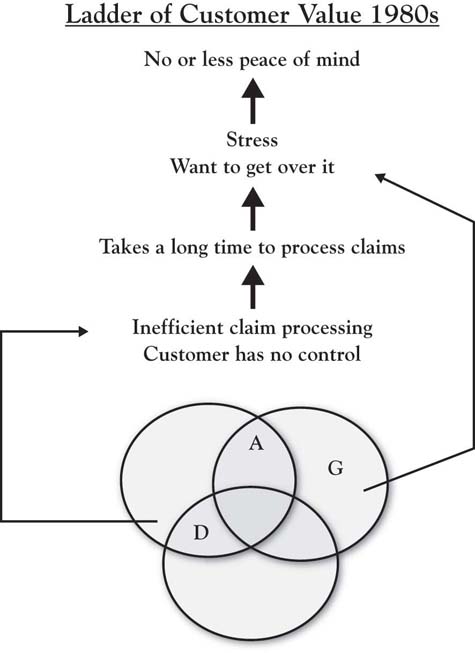 Ladder of Customer Value 1980s
No or less peace of mind
Stress
Want to get over it
Takes a long time to process claims
Inefficient claim processing
Customer has no control
A
G
D